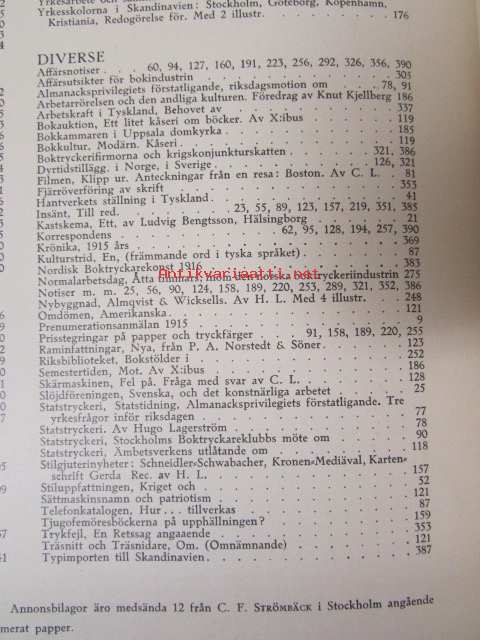 Yrkesskolorna i Skandinavien: Stockholm, Göteborg, Köpenhamn,
Kristiania, Redogörelse för. Med 2 illustr. . . . . . . 176
DIVERSE
Affärsnotiser . . . . 60, 94, 127, 160, 191, 223, 256, 292, 326, 356, 390
Affärsutsikter för bokindustrin . . . . . . . . . . 305
Almanacksprivilegiets förstatligande, riksdagsmotion om . . . . 78, 91
Arbetarrörelsen och den andliga kulturen. Föredrag av Knut Kjellberg 186
Arbetskraft i Tyskland, Behovet av . . . . . . . . . 337
Bokauktion, Ett litet kåseri om böcker. Av X:ibus . . . . . 119
Bokkammaren i Uppsala domkyrka . . . . . . . . . 185
Bokkultur, Modärn. Kåseri . . . . . . . . . . . 119
Boktryckerifirmorna och krigskonjunkturskatten . . . . . 321, 386
Dyrtidstillägg. i Norge, i Sverige . . . . . . . . . 126, 321
Filmen, Klipp ur. Anteckningar från en resa: Boston. Av C. L. . . 81
Fjärröverföring av skrift . . . . . . . . . . . 353
Hantverkets ställning i Tyskland . . . . . . . . . . 41
Insänt, Till red. . . . . . 23, 55, 89, 123, 157, 219, 351, 385
Kastskema, Ett, av Ludvig Bengtsson, Hälsingborg . . . . . 21
Korrespondens . . . . . . . 62, 95, 128, 194, 257, 390
Krönika, 1915 års . . . . . . . . . . . . . 369
Kulturstrid, En, (främmande ord i tyska språket) . . . . . . 87
Nordisk Boktryckarekonst 1916 . . . . . . . . . . 383
Normalarbetsdag, Åtta timmars, inom den norska boktryckeriindustrin 275
Notiser m. m. 25, 56, 90, 124, 158, 189, 220, 253, 289, 321, 352, 386
Nybyggnad, Almqvist & Wicksells. Av H. L. Med 4 illustr. . . . 248
Omdömen, Amerikanska . . . . . . . . . . . . 121
Prenumerationsanmälan 1915 . . . . . . . . . . . 9
Prisstegringar på papper och tryckfärger . . . 91, 158, 189, 220, 255
Raminfattningar, Nya, från P. A. Norstedt & Söner . . . . . 123
Riksbiblioteket, Bokstölder i . . . . . . . . . . 252
Semestertiden, Mot. Av X:ibus . . . . . . . . . . 186
Skärmaskinen, Fel på. Fråga med svar av C. L. . . . . . . 128
Slöjdföreningen, Svenska, och det konstnärliga arbetet . . . . 25
Statstryckeri, Statstidning, Almanacksprivilegiets förstatligande. Tre
yrkesfrågor inför riksdagen . . . . . . . . . . 77
Statstryckeri. Av Hugo Lagerström . . . . . . . . . 78
Statstryckeri, Stockholms Boktryckareklubbs möte om . . . . 90
Statstryckeri, Ämbetsverkens utlåtande om . . . . . . . 118
Stilgjuterinyheter: Schneidler-Schwabacher, Kronen-Mediäval, Karten-
schrift Gerda Rec. av H. L. . . . . . . . . . . 157
Stiluppfattningen, Kriget och . . . . . . . . . . 52
Sättmaskinsnamn och patriotism . . . . . . . . . . 121
Telefonkatalogen, Hur . . . tillverkas . . . . . . . . 87
Tjugofemöresböckerna på upphällningen? . . . . . . . . 159
Trykfejl, En Retssag angaaende . . . . . . . . . . 353
Träsnitt och Träsnidare, Om. (Omnämnande) . . . . . . . 121
Typimporten till Skandinavien . . . . . . . . . . 387
Annonsbilagor äro medsända 12 från C. F. STRÖMBÄCK i Stockholm angående
merat papper.
Antikvariaatti.net